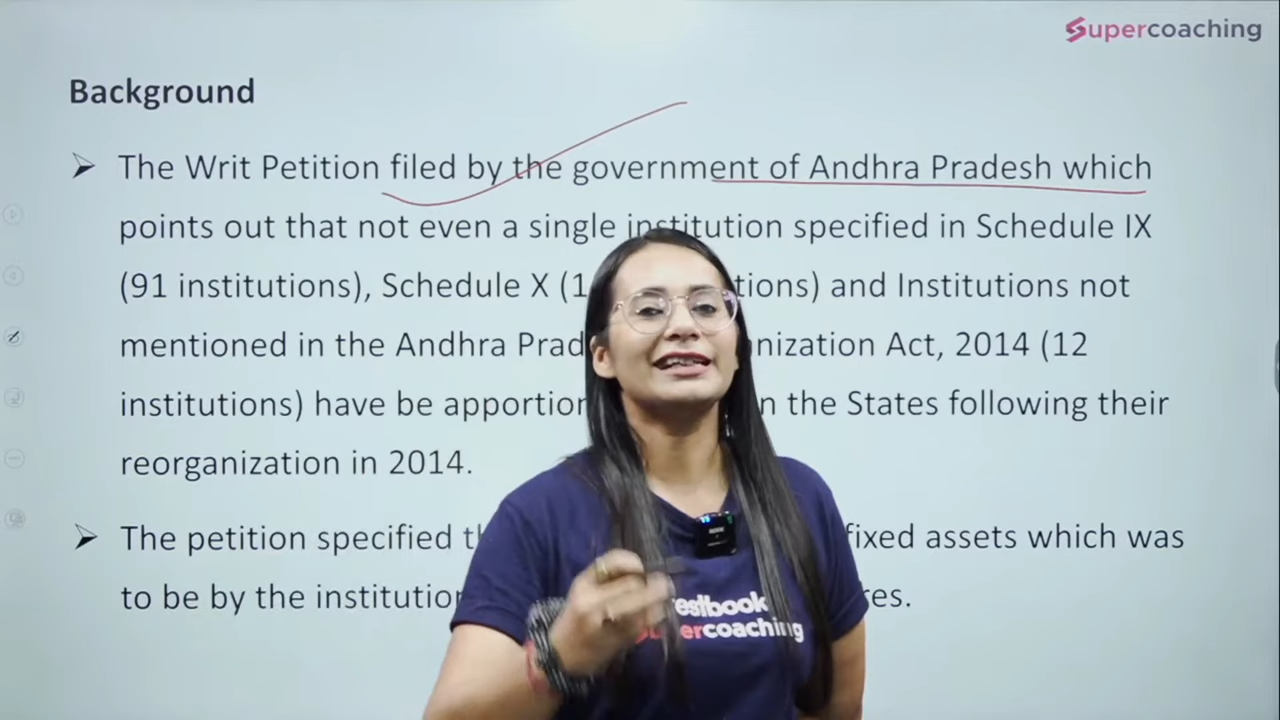 Supercoaching
Background
The Writ Petition filed by the government of Andhra Pradesh which
points out that not even a single institution specified in Schedule IX
(91 institutions), Schedule X (1 tions) and Institutions not
mentioned in the Andhra Prad nization Act, 2014 (12
institutions) have be apportion n the States following their
reorganization in 2014.
The petition specified th fixed assets which was
to be by the institution res.
estbook
supercoaching